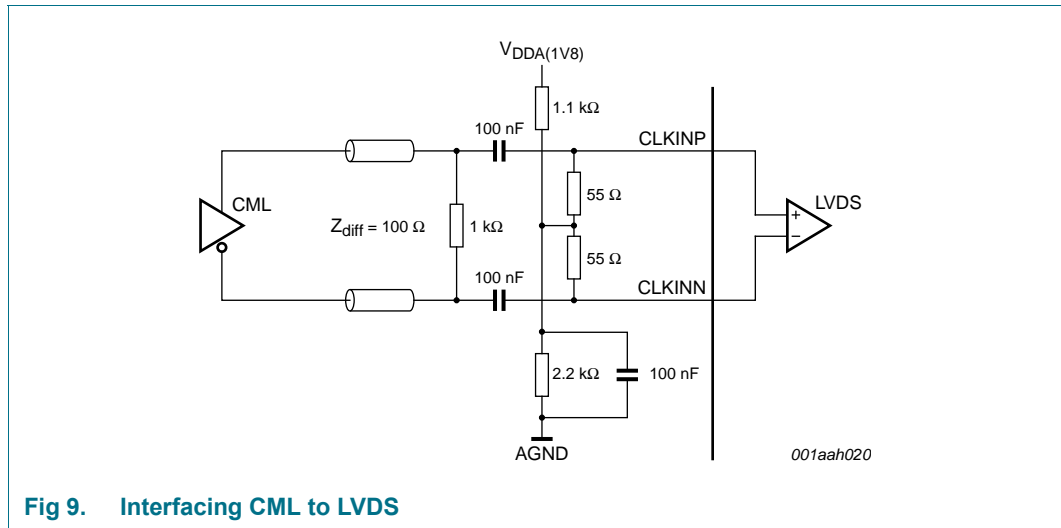 VDDA(1V8)
1.1 kΩ
100 nF
CLKINP
55 Ω
CML
LVDS
Zdiff = 100 Ω
1 kΩ
+
−
55 Ω
100 nF
CLKINN
2.2 kΩ
100 nF
AGND
001aah020
Fig 9. Interfacing CML to LVDS